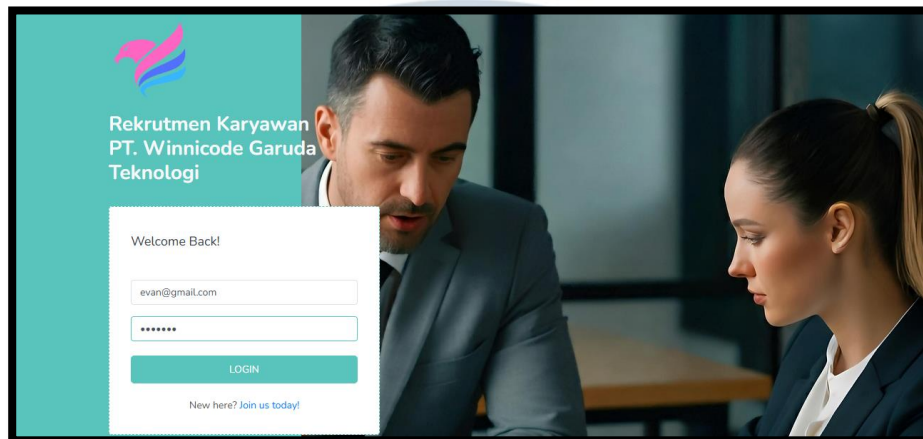 Rekrutmen Karyawan
PT. Winnicode Garuda
Teknologi
Welcome Back!
evan@gmail.com
•••••••
LOGIN
New here? Join us today!